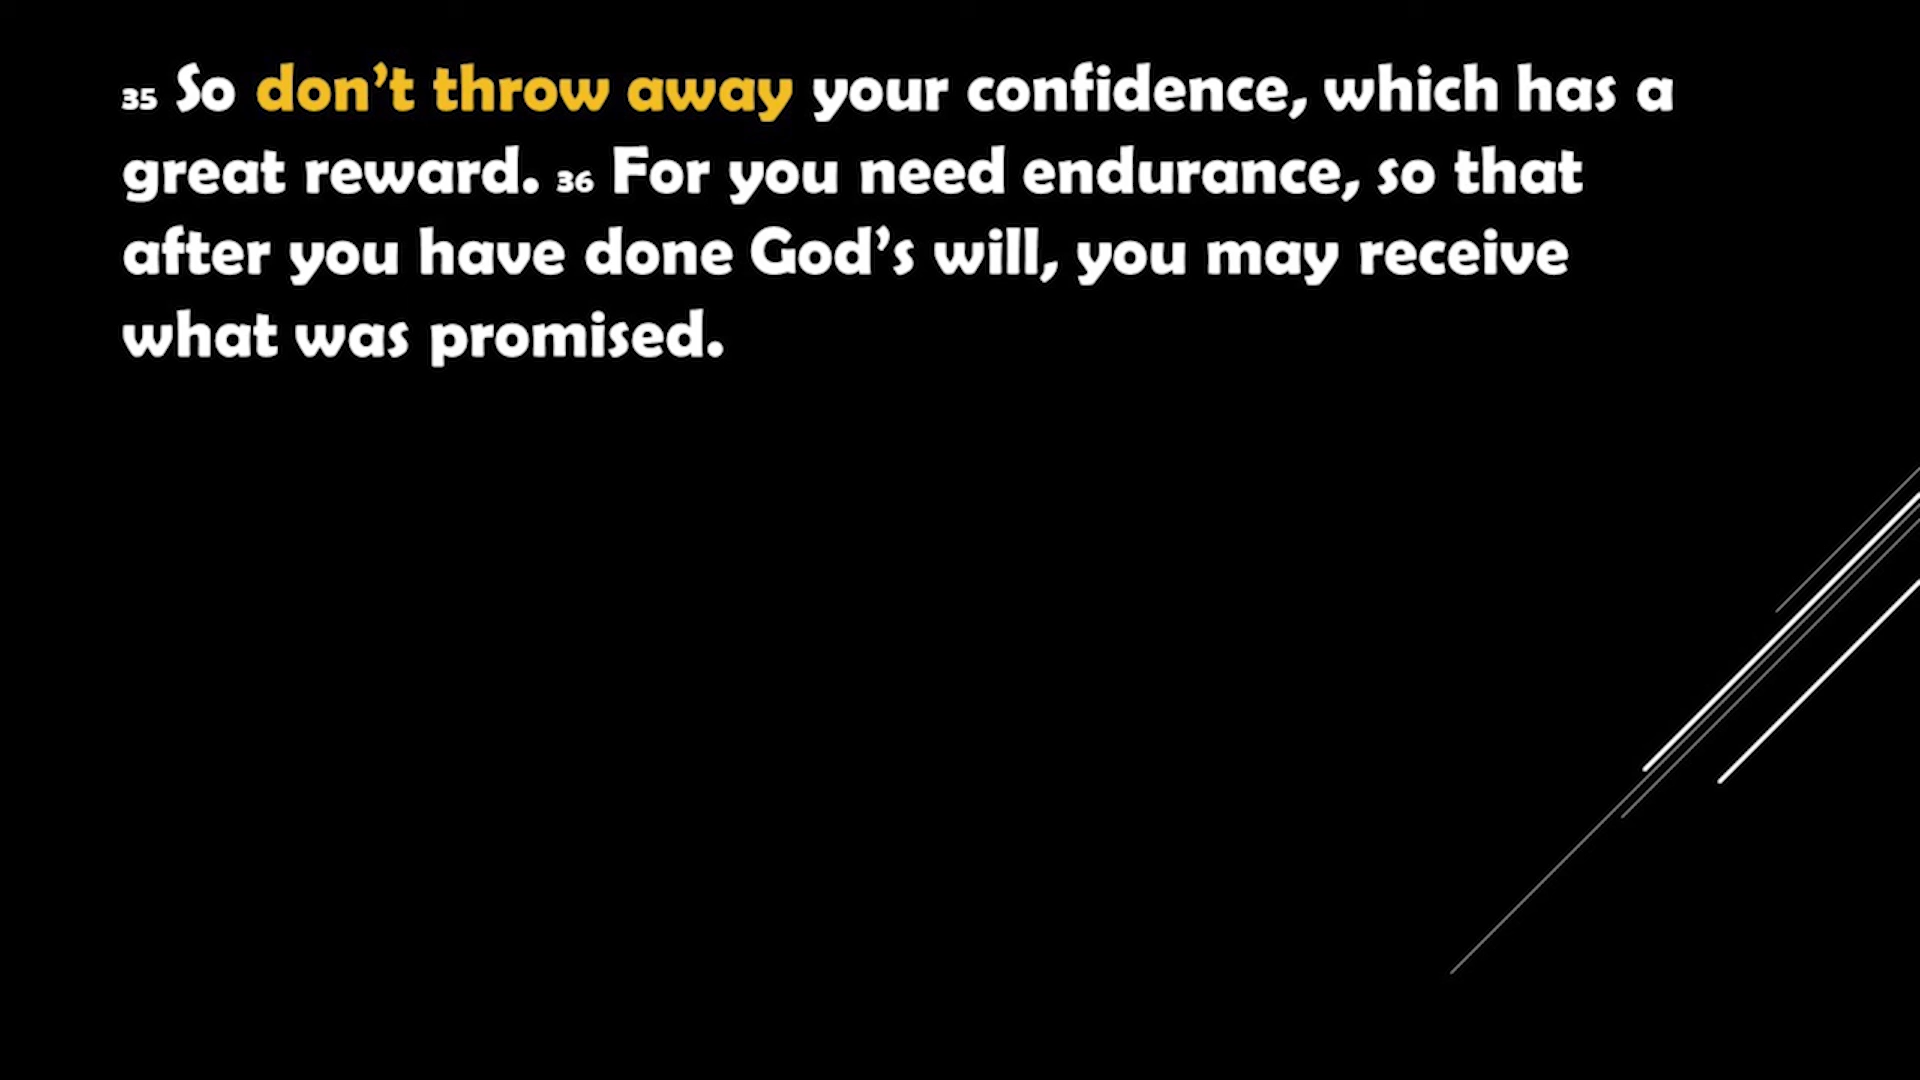 35 So don’t throw away your confidence, which has a
great reward. 36 For you need endurance, so that
after you have done God’s will, you may receive
what was promised.